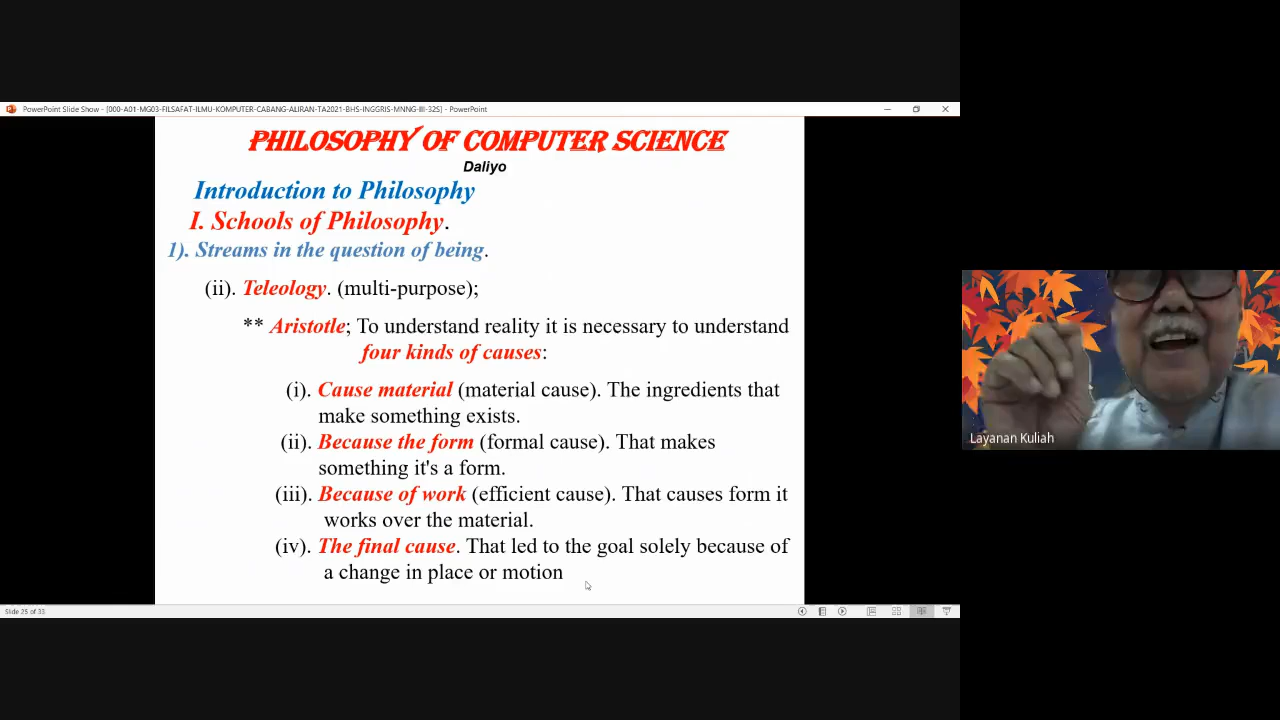 PowerPoint Slide Show - [000-A01-MG03-FILSAFAT-ILMU-KOMPUTER-CABANG-ALIRAN-TA2021-BHS-INGGRIS-MNNG-III-32S] - PowerPoint
PHILOSOPHY OF COMPUTER SCIENCE
Daliyo
Introduction to Philosophy
I. Schools of Philosophy.
1). Streams in the question of being.
(ii). Teleology. (multi-purpose);
** Aristotle; To understand reality it is necessary to understand
four kinds of causes:
(i). Cause material (material cause). The ingredients that
make something exists.
(ii). Because the form (formal cause). That makes
something it's a form.
(iii). Because of work (efficient cause). That causes form it
works over the material.
(iv). The final cause. That led to the goal solely because of
a change in place or motion
Slide 25 of 33
Layanan Kuliah